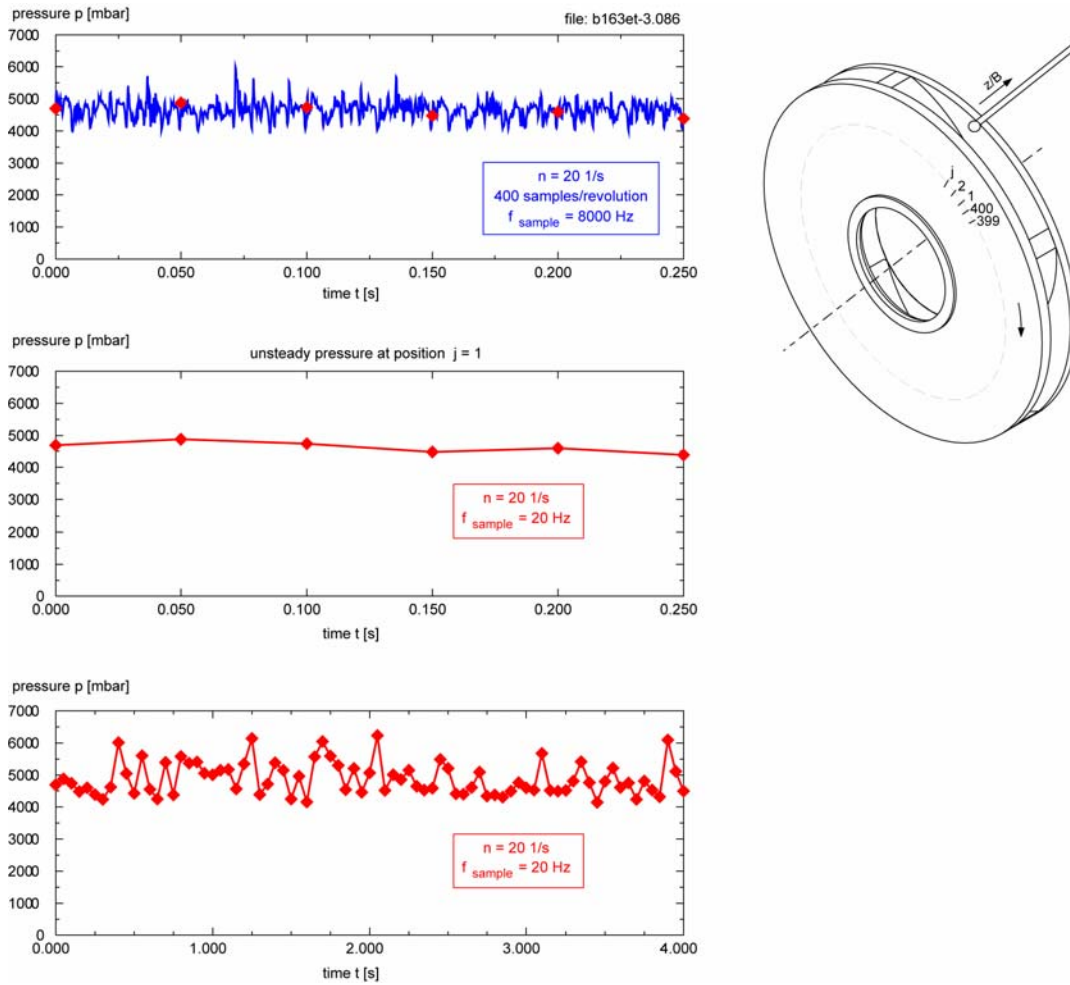 pressure p [mbar]
file: b163et-3.086
7000
6000
5000
4000
3000
2000
1000
0
n = 20 1/s
400 samples/revolution
f sample = 8000 Hz
0.000 0.050 0.100 0.150 0.200 0.250
time t [s]
z/B
j
2
1
400
399
pressure p [mbar]
unsteady pressure at position j = 1
7000
6000
5000
4000
3000
2000
1000
0
n = 20 1/s
f sample = 20 Hz
0.000 0.050 0.100 0.150 0.200 0.250
time t [s]
pressure p [mbar]
7000
6000
5000
4000
3000
2000
1000
0
n = 20 1/s
f sample = 20 Hz
0.000 1.000 2.000 3.000 4.000
time t [s]